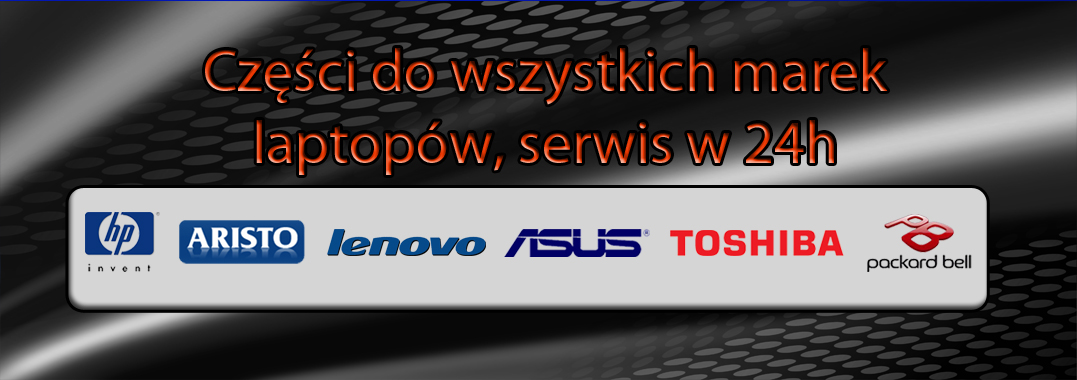 Części do wszystkich marek
laptopów, serwis w 24h
hp ARISTO lenovo ASUS® TOSHIBA packard bell
invent